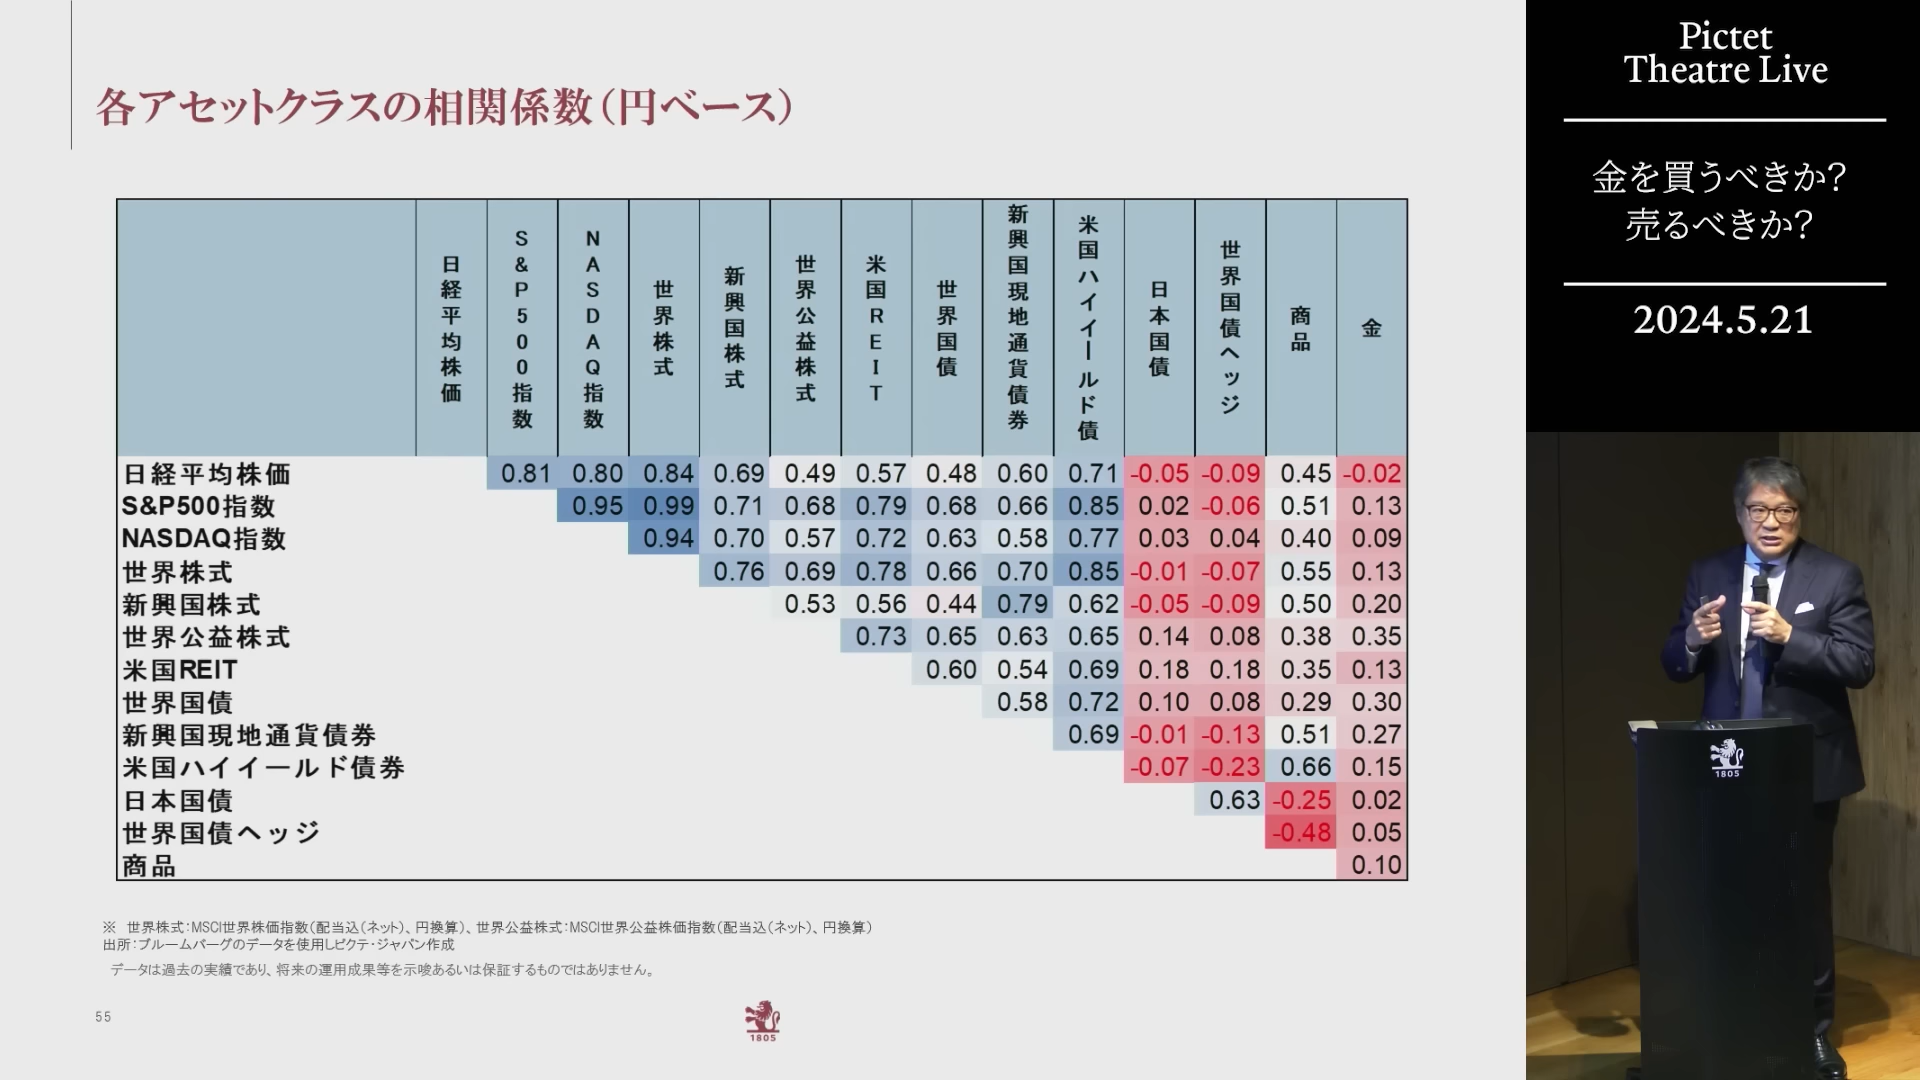 各アセットクラスの相関係数（円ベース）
日経平均株価 S&P500指数 NASDAQ指数 世界株式 新興国株式 世界公益株式 米国REIT 世界国債 新興国現地通貨債券 米国ハイイールド債 日本国債 世界国債ヘッジ 商品 金
日経平均株価 0.81 0.80 0.84 0.69 0.49 0.57 0.48 0.60 0.71 -0.05 -0.09 0.45 -0.02
S&P500指数 0.95 0.99 0.71 0.68 0.79 0.68 0.66 0.85 0.02 -0.06 0.51 0.13
NASDAQ指数 0.94 0.70 0.57 0.72 0.63 0.58 0.77 0.03 0.04 0.40 0.09
世界株式 0.76 0.69 0.78 0.66 0.70 0.85 -0.01 -0.07 0.55 0.13
新興国株式 0.53 0.56 0.44 0.79 0.62 -0.05 -0.09 0.50 0.20
世界公益株式 0.73 0.65 0.63 0.65 0.14 0.08 0.38 0.35
米国REIT 0.60 0.54 0.69 0.18 0.18 0.35 0.13
世界国債 0.58 0.72 0.10 0.08 0.29 0.30
新興国現地通貨債券 0.69 -0.01 -0.13 0.51 0.27
米国ハイイールド債券 -0.07 -0.23 0.66 0.15
日本国債 0.63 -0.25 0.02
世界国債ヘッジ -0.48 0.05
商品 0.10
※ 世界株式：MSCI世界株価指数（配当込（ネット）、円換算）、世界公益株式：MSCI世界公益株価指数（配当込（ネット）、円換算）
出所：ブルームバーグのデータを使用しピクテ・ジャパン作成
データは過去の実績であり、将来の運用成果等を示唆あるいは保証するものではありません。
55
1805
Pictet
Theatre Live
金を買うべきか？
売るべきか？
2024.5.21
1805